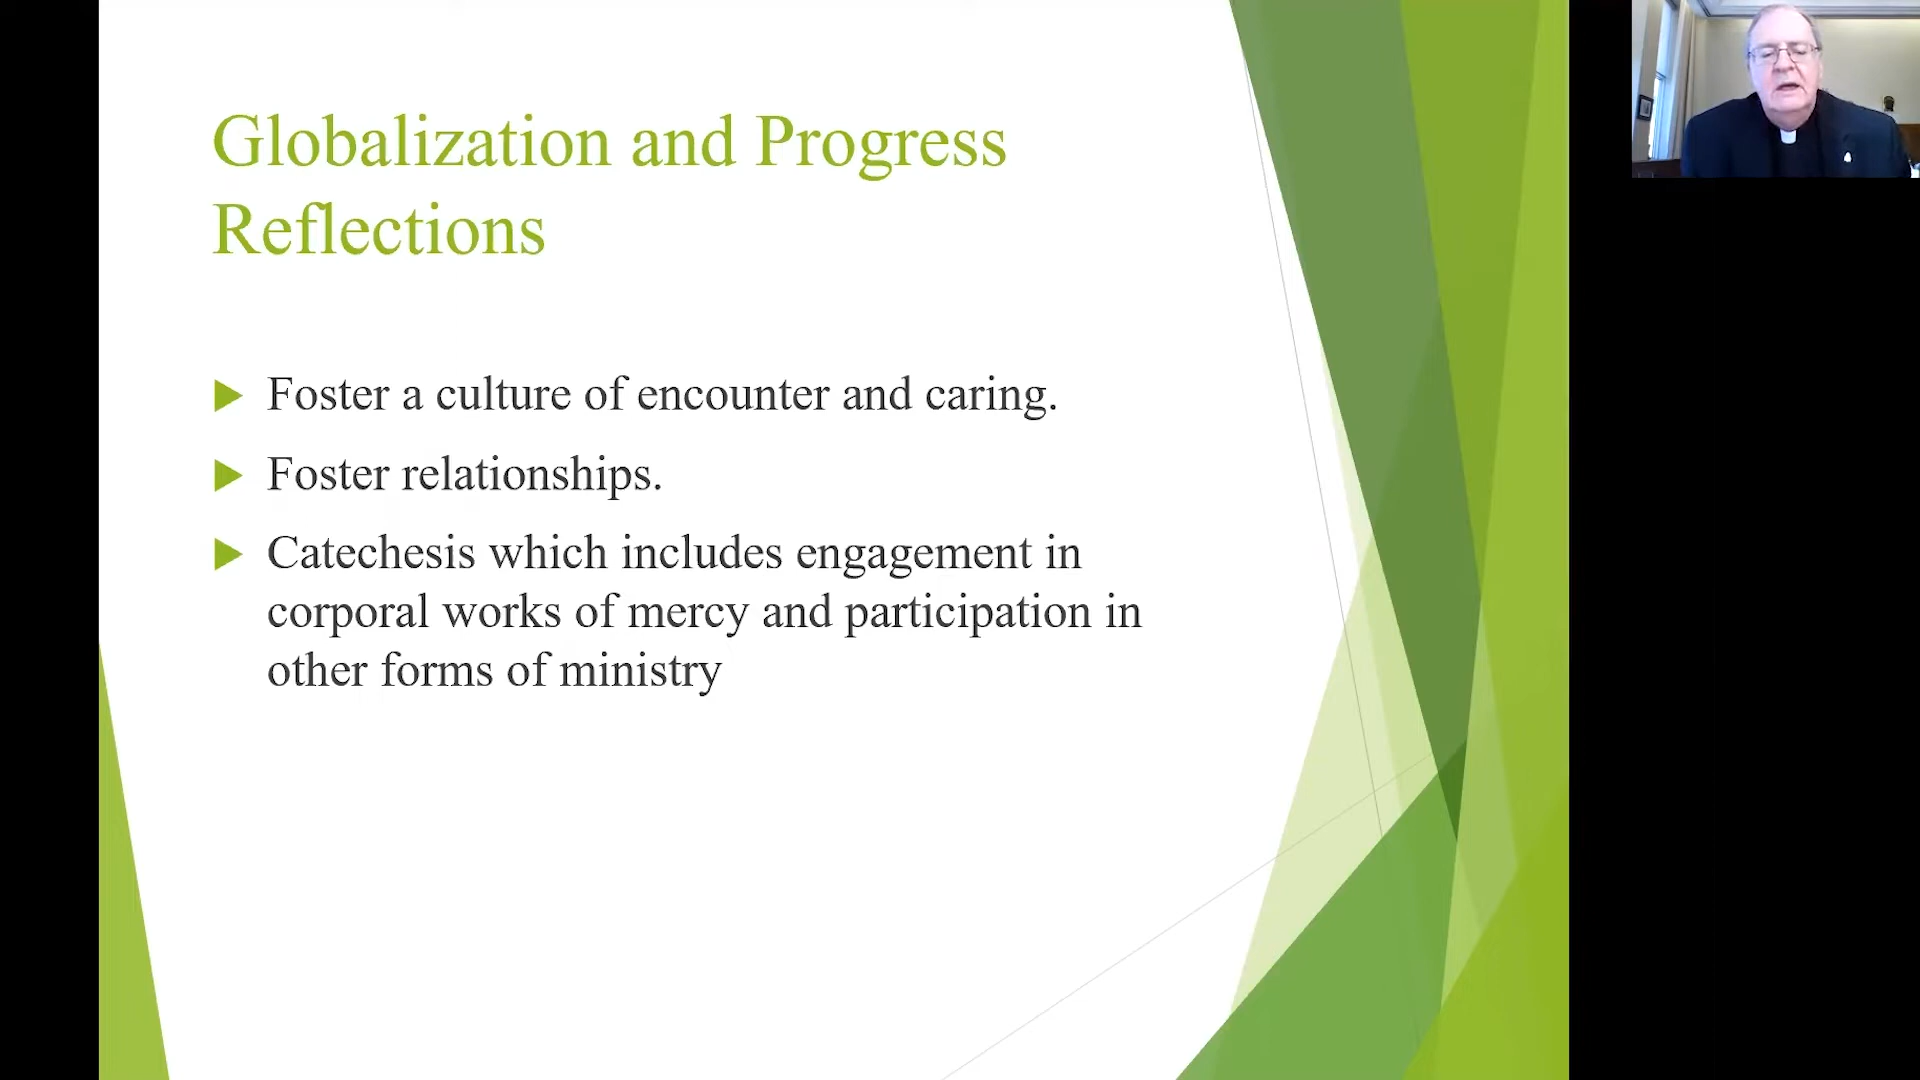 Globalization and Progress
Reflections
Foster a culture of encounter and caring.
Foster relationships.
Catechesis which includes engagement in
corporal works of mercy and participation in
other forms of ministry